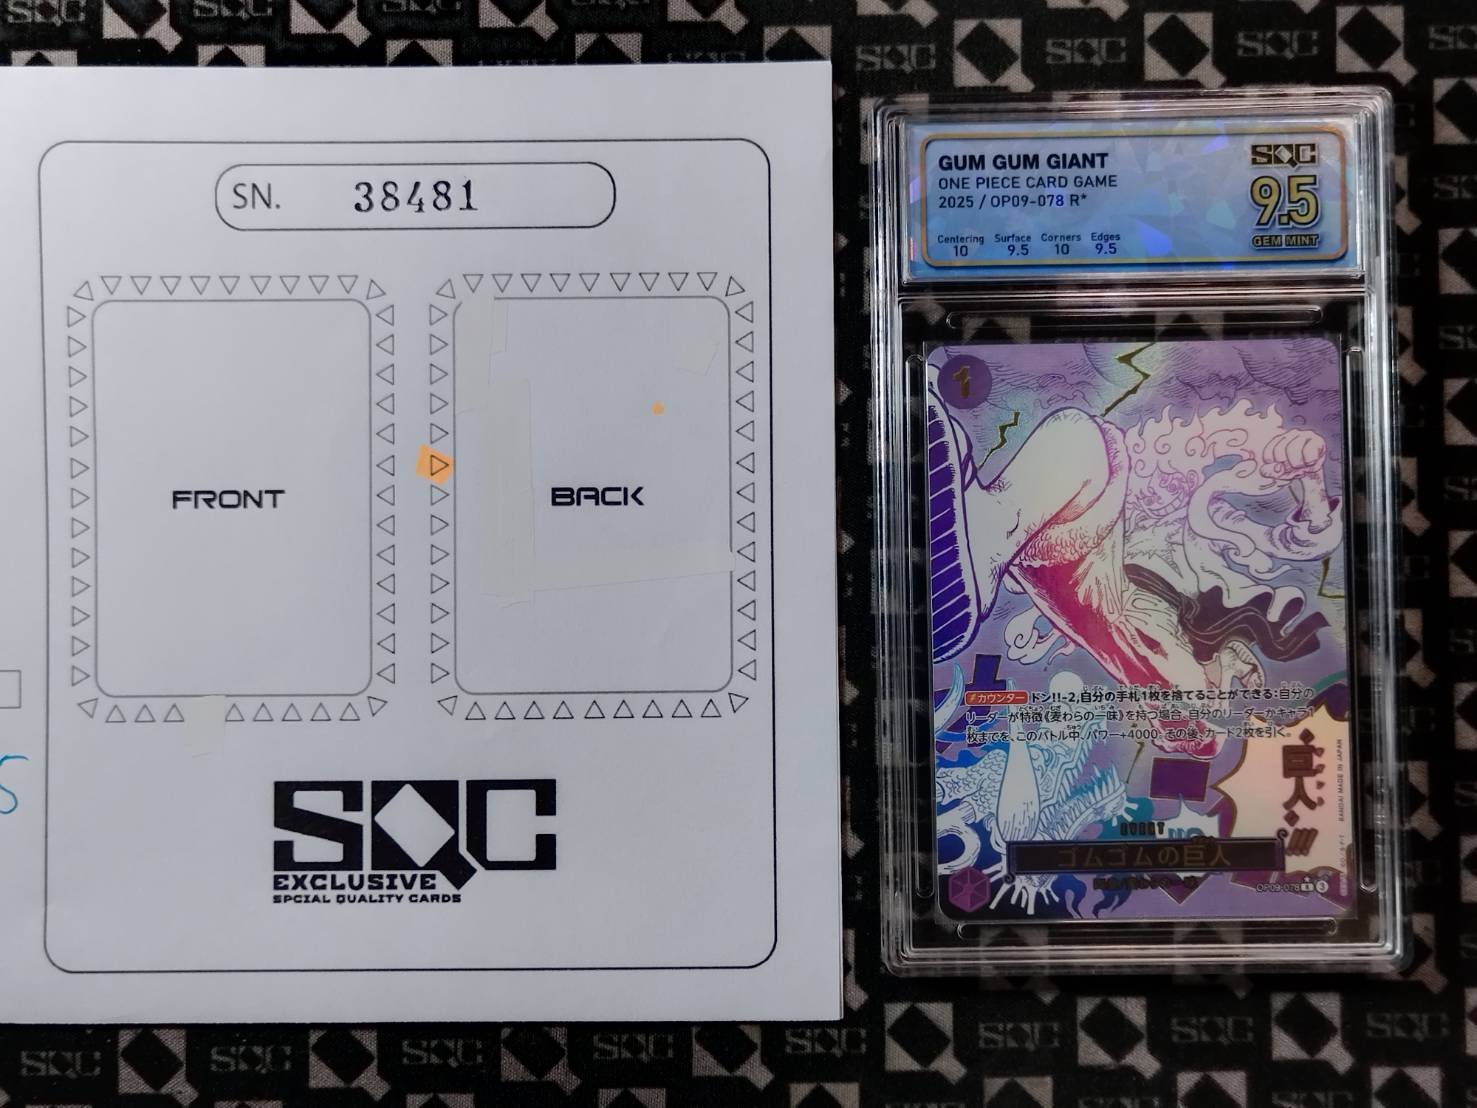 SN. 38481
FRONT
BACK
SQC
EXCLUSIVE
SPCIAL QUALITY CARDS
S
GUM GUM GIANT
ONE PIECE CARD GAME
2025 / OP09-078 R*
Centering Surface Corners Edges
10 9.5 10 9.5
SQC
9.5
GEM MINT
1
カウンター ドン!!-2,自分の手札1枚を捨てることができる:自分の
リーダーが特徴《麦わらの一味》を持つ場合、自分のリーダーかキャラ1
枚までを、このバトル中、パワー+4000。その後、カード2枚を引く。
巨人!!!
BANDAI MADE IN JAPAN
EVENT
ゴムゴムの巨人
OP09-078 R 3